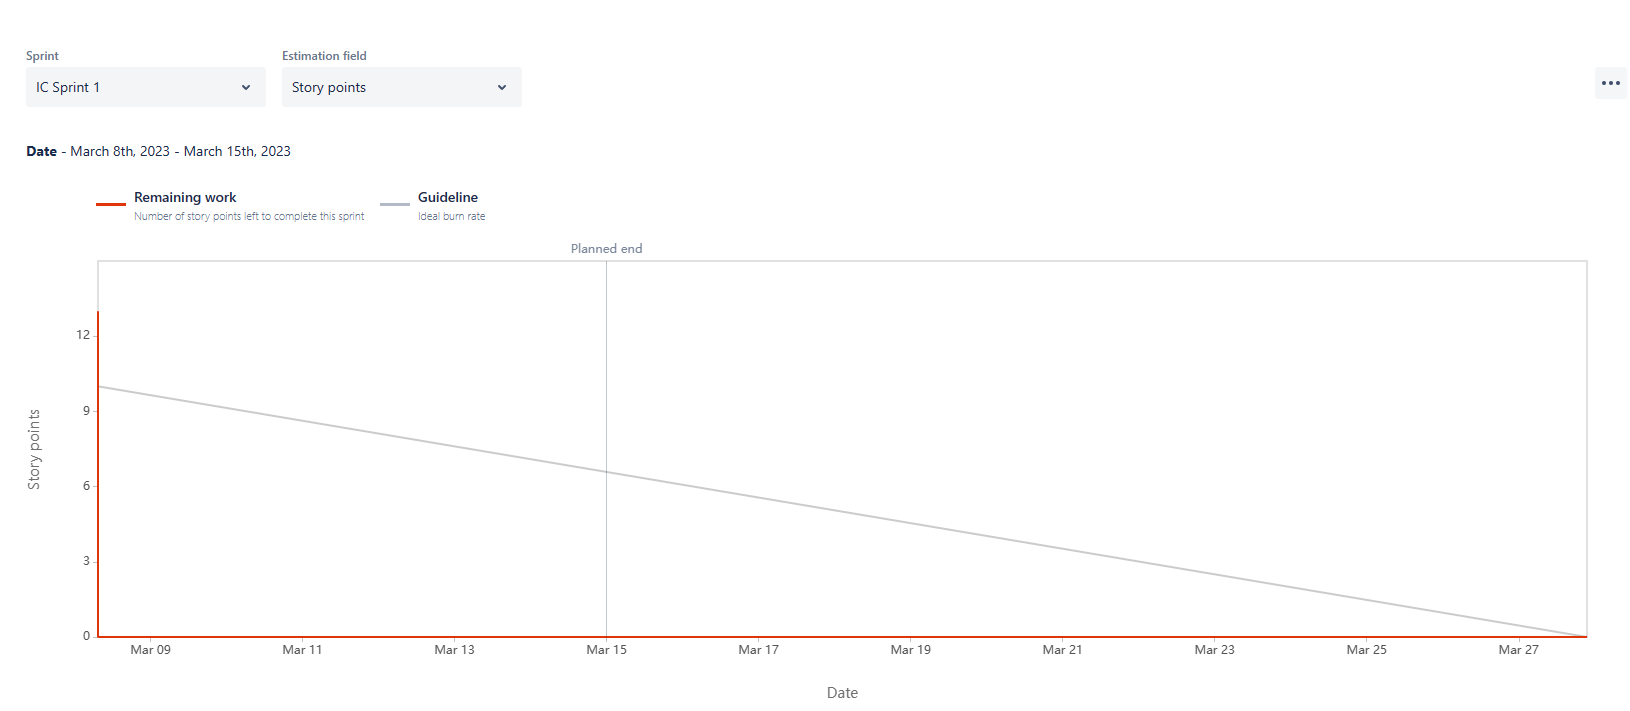 Sprint
Estimation field
IC Sprint 1
Story points
Date - March 8th, 2023 - March 15th, 2023
Remaining work
Number of story points left to complete this sprint
Guideline
Ideal burn rate
Planned end
12
9
6
3
0
Story points
Mar 09
Mar 11
Mar 13
Mar 15
Mar 17
Mar 19
Mar 21
Mar 23
Mar 25
Mar 27
Date